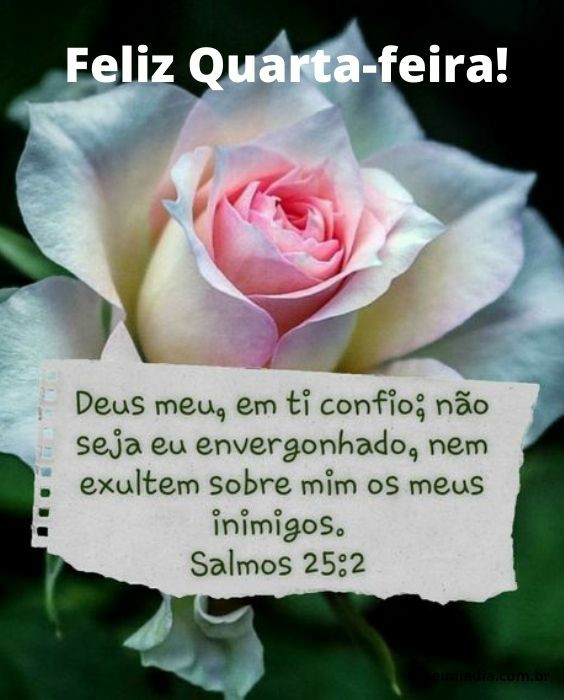 Feliz Quarta-feira!
Deus meu, em ti confio; não
seja eu envergonhado, nem
exultem sobre mim os meus
inimigos.
Salmos 25:2